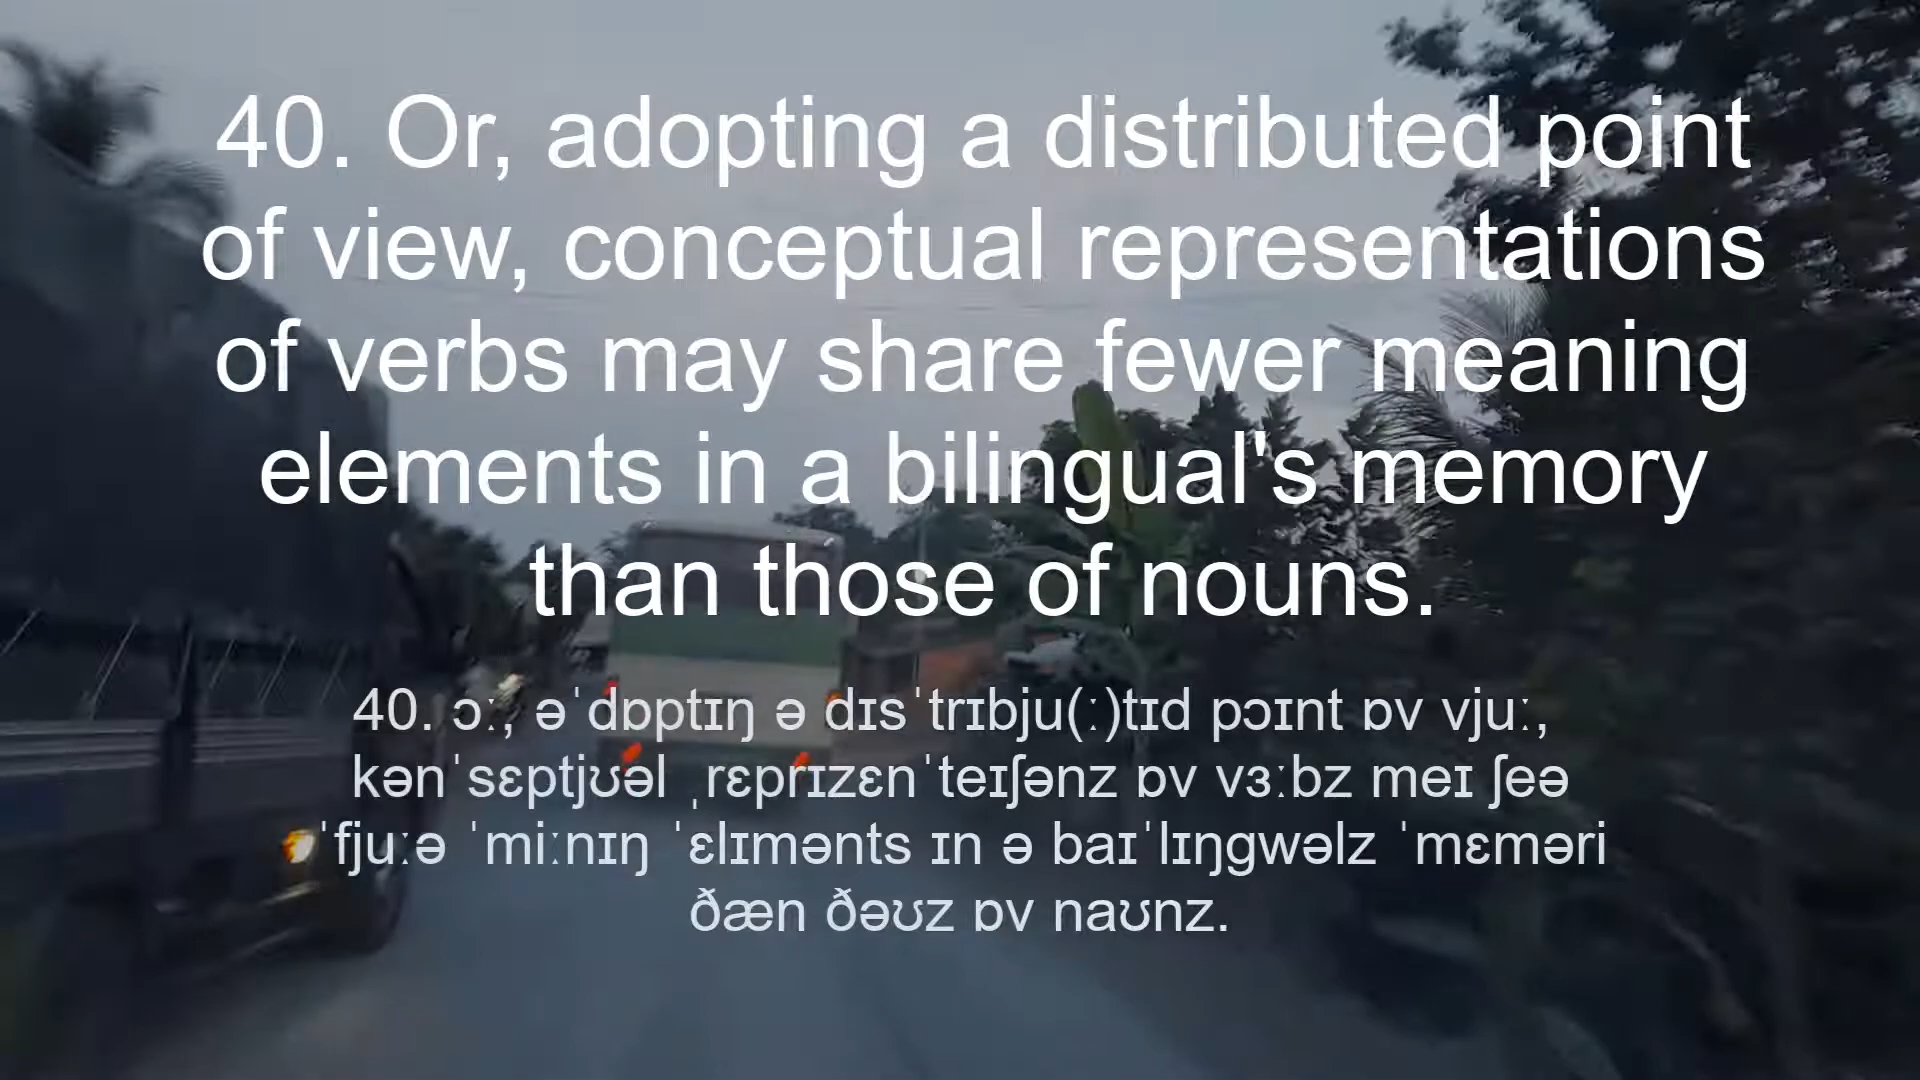 40. Or, adopting a distributed point
of view, conceptual representations
of verbs may share fewer meaning
elements in a bilingual's memory
than those of nouns.
40. ɔː, əˈdɒptɪŋ ə dɪsˈtrɪbju(ː)tɪd pɔɪnt ɒv vjuː,
kənˈsɛptjʊəl ˌrɛprɪzɛnˈteɪʃənz ɒv vɜːbz meɪ ʃeə
ˈfjuːə ˈmiːnɪŋ ˈɛlɪmənts ɪn ə baɪˈlɪŋgwəlz ˈmɛməri
ðæn ðəʊz ɒv naʊnz.